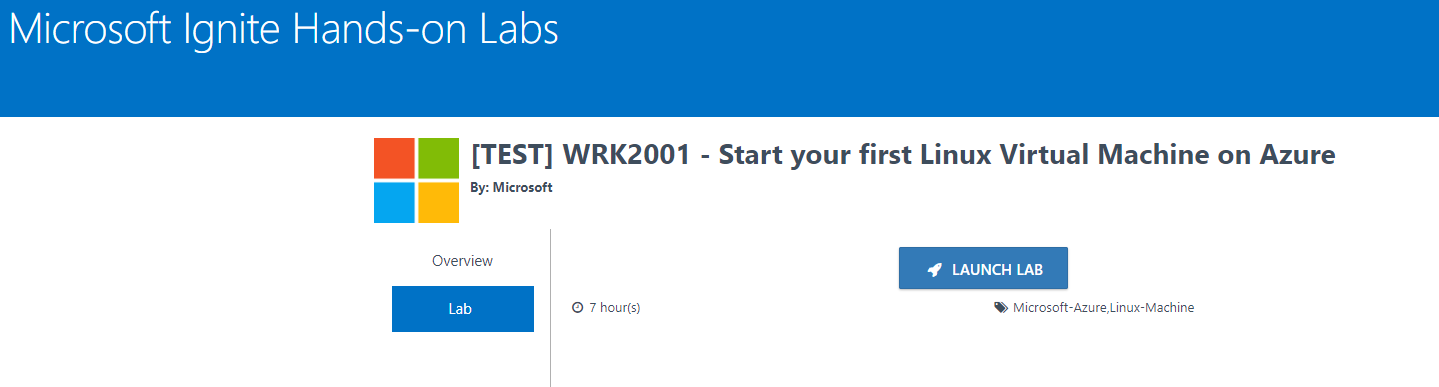 Microsoft Ignite Hands-on Labs
[TEST] WRK2001 - Start your first Linux Virtual Machine on Azure
By: Microsoft
Overview
LAUNCH LAB
Lab
7 hour(s)
Microsoft-Azure,Linux-Machine